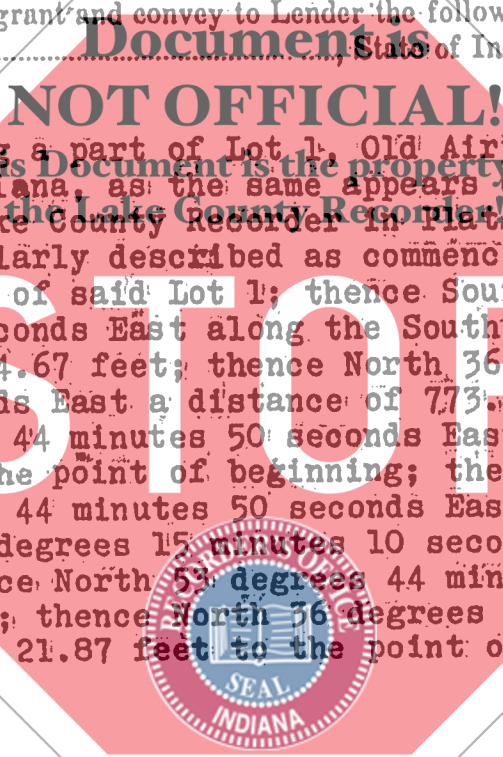 grant and convey to Lender the follow
Document is
, State of In
NOT OFFICIAL!
a part of Lot 1, Old Air
s Document is the property
iana, as the same appears
the Lake County Recorder!
ke County Recorder in Plat
larly described as commenc
of said Lot 1; thence Sou
conds East along the South
4.67 feet; thence North 36
ds East a distance of 773.
44 minutes 50 seconds Eas
he point of beginning; the
44 minutes 50 seconds Eas
degrees 15 minutes 10 seco
ce North 53 degrees 44 min
; thence North 36 degrees
21.87 feet to the point o
STOP
SEAL
INDIANA